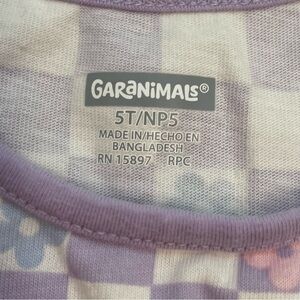 GARANIMALS®
5T/NP5
MADE IN/HECHO EN
BANGLADESH
RN 15897 RPC